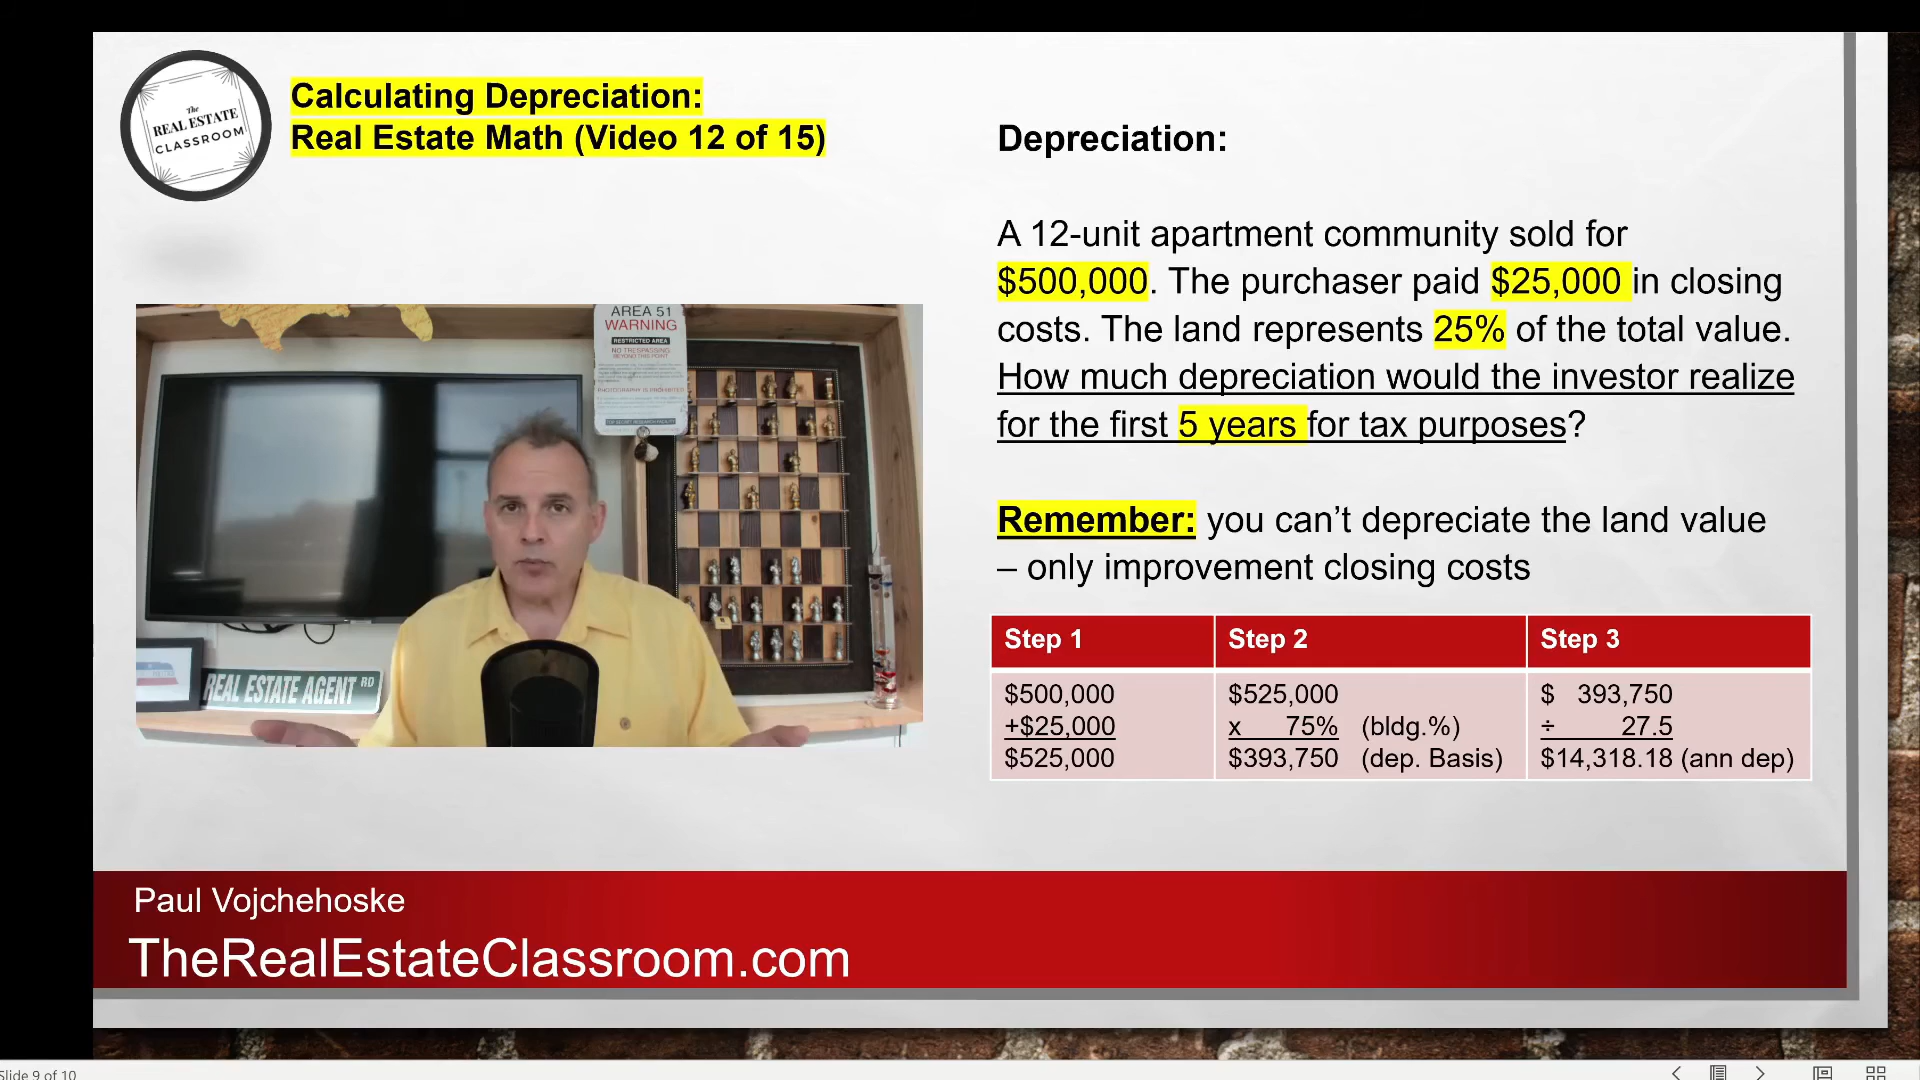 The
REAL ESTATE
CLASSROOM
Calculating Depreciation:
Real Estate Math (Video 12 of 15)
AREA 51
WARNING
RESTRICTED AREA
NO TRESPASSING
PHOTOGRAPHY IS PROHIBITED
REAL ESTATE AGENT RD
Depreciation:
A 12-unit apartment community sold for
$500,000. The purchaser paid $25,000 in closing
costs. The land represents 25% of the total value.
How much depreciation would the investor realize
for the first 5 years for tax purposes?
Remember: you can’t depreciate the land value
– only improvement closing costs
Step 1 Step 2 Step 3
$500,000 $525,000 $ 393,750
+$25,000 x 75% (bldg.%) ÷ 27.5
$525,000 $393,750 (dep. Basis) $14,318.18 (ann dep)
Paul Vojchehoske
TheRealEstateClassroom.com
Slide 9 of 10